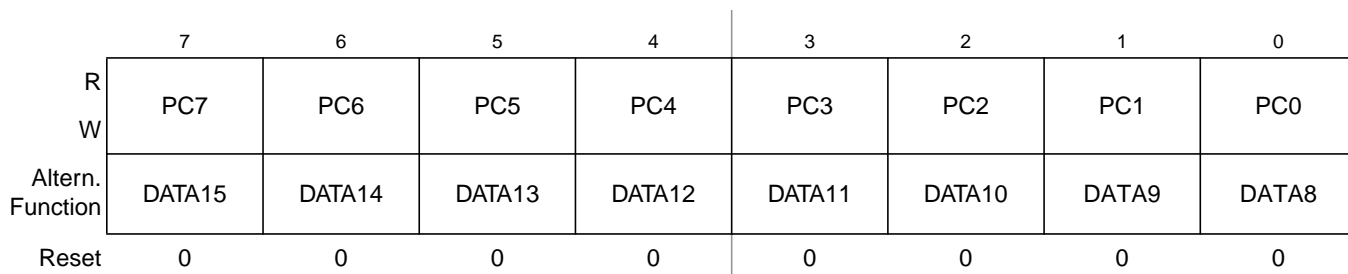 7 6 5 4 3 2 1 0
R
PC7 PC6 PC5 PC4 PC3 PC2 PC1 PC0
W
Altern.
Function DATA15 DATA14 DATA13 DATA12 DATA11 DATA10 DATA9 DATA8
Reset 0 0 0 0 0 0 0 0